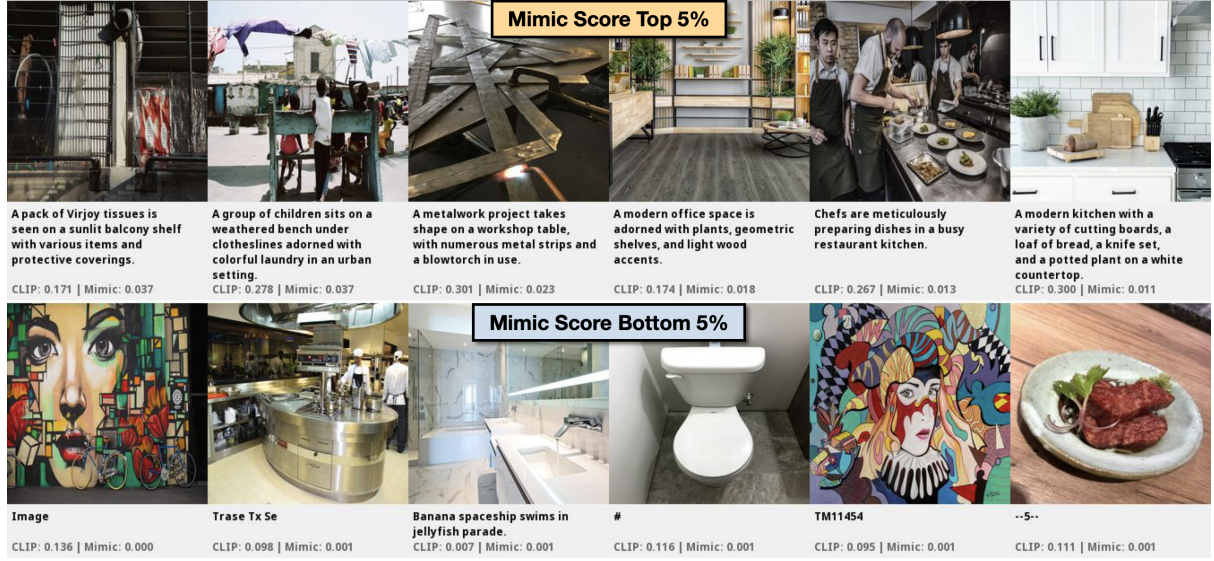 Mimic Score Top 5%
A pack of Virjoy tissues is
seen on a sunlit balcony shelf
with various items and
protective coverings.
CLIP: 0.171 | Mimic: 0.037
A group of children sits on a
weathered bench under
clotheslines adorned with
colorful laundry in an urban
setting.
CLIP: 0.278 | Mimic: 0.037
A metalwork project takes
shape on a workshop table,
with numerous metal strips and
a blowtorch in use.
CLIP: 0.301 | Mimic: 0.023
A modern office space is
adorned with plants, geometric
shelves, and light wood
accents.
CLIP: 0.174 | Mimic: 0.018
Chefs are meticulously
preparing dishes in a busy
restaurant kitchen.
CLIP: 0.267 | Mimic: 0.013
A modern kitchen with a
variety of cutting boards, a
loaf of bread, a knife set,
and a potted plant on a white
countertop.
CLIP: 0.300 | Mimic: 0.011
Mimic Score Bottom 5%
Image
CLIP: 0.136 | Mimic: 0.000
Trase Tx Se
CLIP: 0.098 | Mimic: 0.001
Banana spaceship swims in
jellyfish parade.
CLIP: 0.007 | Mimic: 0.001
#
CLIP: 0.116 | Mimic: 0.001
TM11454
CLIP: 0.095 | Mimic: 0.001
--5--
CLIP: 0.111 | Mimic: 0.001